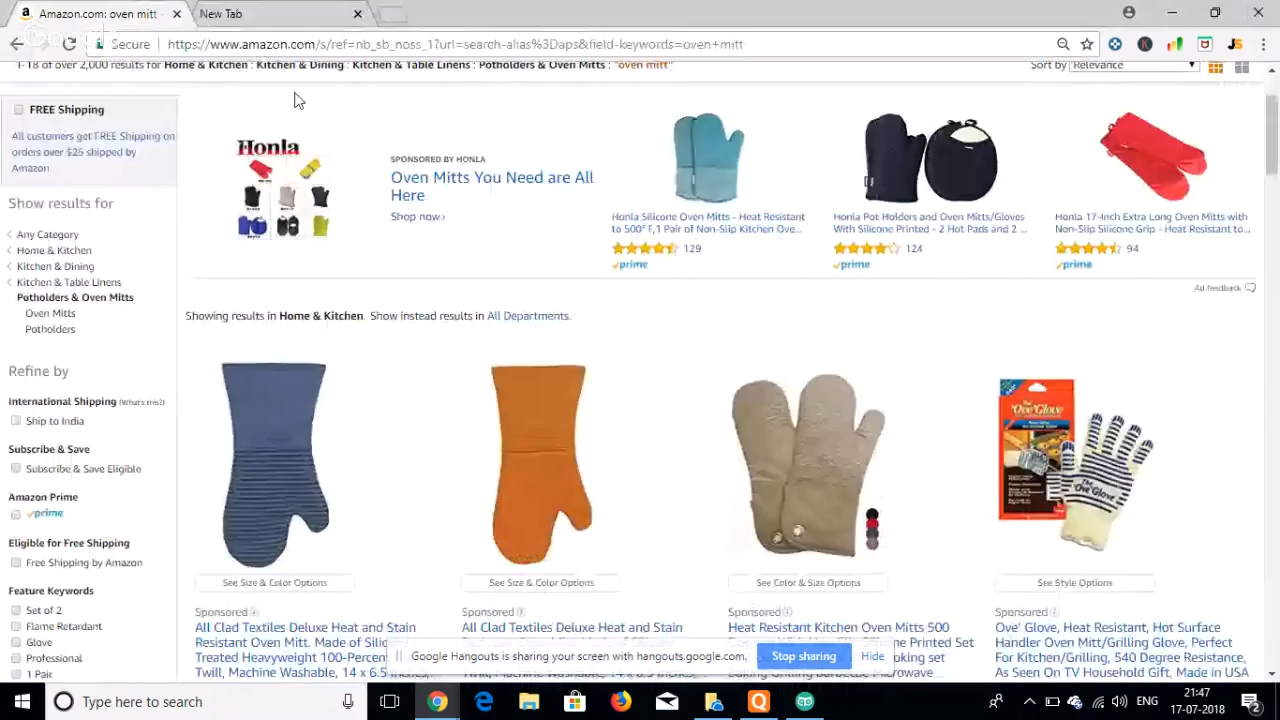 Amazon.com: oven mitt -
New Tab
Secure
https://www.amazon.com/s/ref=nb_sb_noss_1?url=search-alias%3Daps&field-keywords=oven+mitt
1-18 of over 2,000 results for Home & Kitchen : Kitchen & Dining : Kitchen & Table Linens : Potholders & Oven Mitts : "oven mitt"
Sort by Relevance
FREE Shipping
All customers get FREE Shipping on
orders over $25 shipped by
Amazon
Show results for
Any Category
Home & Kitchen
Kitchen & Dining
Kitchen & Table Linens
Potholders & Oven Mitts
Oven Mitts
Potholders
Refine by
International Shipping (What's this?)
Ship to India
Subscribe & Save
Subscribe & Save Eligible
Amazon Prime
prime
Eligible for Free Shipping
Free Shipping by Amazon
Feature Keywords
Set of 2
Flame Retardant
Glove
Professional
1 Pair
Honla
SPONSORED BY HONLA
Oven Mitts You Need are All
Here
Shop now ›
Honla Silicone Oven Mitts - Heat Resistant
to 500° F,1 Pair of Non-Slip Kitchen Ove...
129
prime
Honla Pot Holders and Oven Mitts/Gloves
With Silicone Printed - 2 Hot Pads and 2 ...
124
prime
Honla 17-Inch Extra Long Oven Mitts with
Non-Slip Silicone Grip - Heat Resistant to...
94
prime
Ad feedback
Showing results in Home & Kitchen. Show instead results in All Departments.
The
'Ove' Glove
The
'Ove' Glove
See Size & Color Options
See Size & Color Options
See Color & Size Options
See Style Options
Sponsored
All Clad Textiles Deluxe Heat and Stain
Resistant Oven Mitt. Made of
Treated Heavyweight 100-Percent
Twill, Machine Washable, 14 x 6.5
Sponsored
All Clad Textiles Deluxe Heat and Stain
Sponsored
Heat Resistant Kitchen Oven Mitts 500
Silicone Printed Set
Sponsored
Ove' Glove, Heat Resistant, Hot Surface
Handler Oven Mitt/Grilling Glove, Perfect
For Kitchen/Grilling, 540 Degree Resistance,
As Seen On TV Household Gift, Made in USA
Google Hangouts is sharing your screen with hangouts.google.com.
Stop sharing
Hide
Type here to search
ENG
21:47
17-07-2018
2